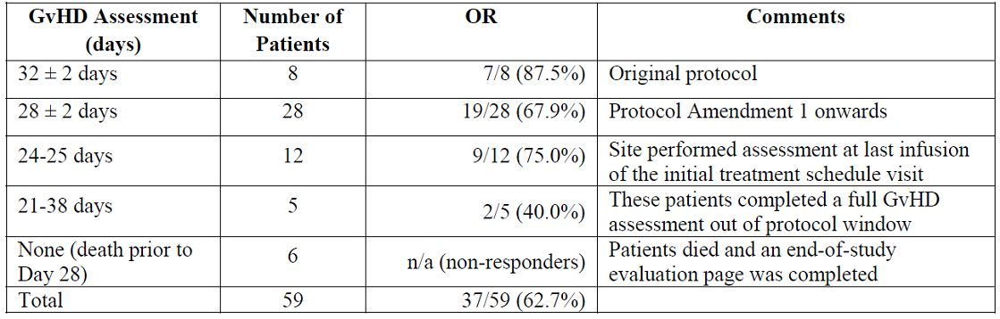 GvHD Assessment (days) Number of Patients OR Comments
32 ± 2 days 8 7/8 (87.5%) Original protocol
28 ± 2 days 28 19/28 (67.9%) Protocol Amendment 1 onwards
24-25 days 12 9/12 (75.0%) Site performed assessment at last infusion
of the initial treatment schedule visit
21-38 days 5 2/5 (40.0%) These patients completed a full GvHD
assessment out of protocol window
None (death prior to
Day 28) 6 n/a (non-responders) Patients died and an end-of-study
evaluation page was completed
Total 59 37/59 (62.7%)